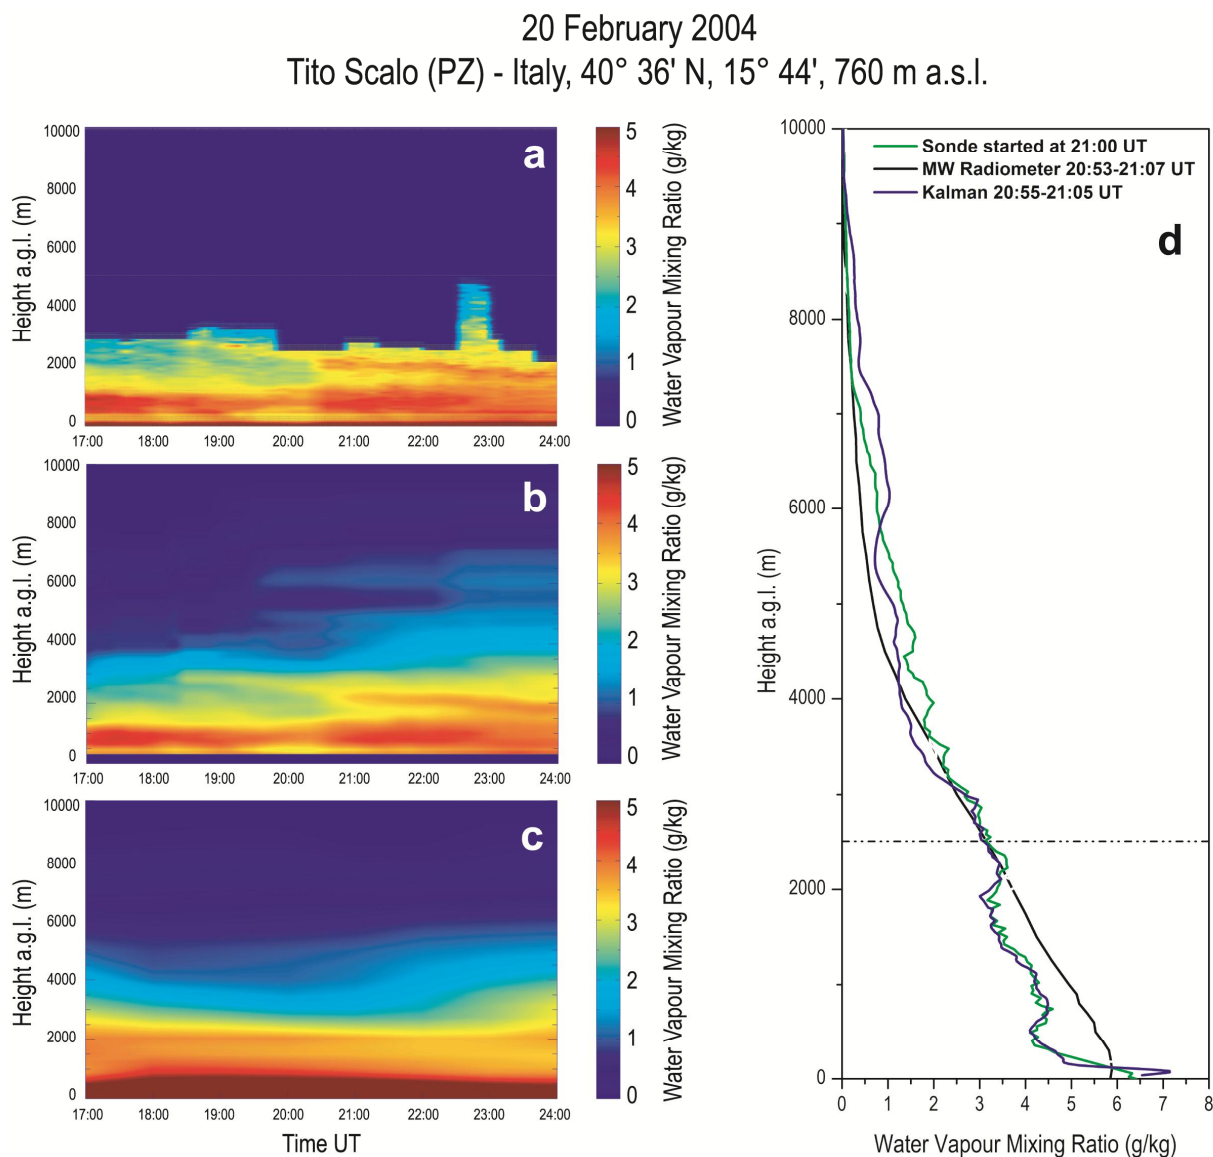 20 February 2004
Tito Scalo (PZ) - Italy, 40° 36' N, 15° 44', 760 m a.s.l.
a
10000
8000
6000
4000
2000
0
Height a.g.l. (m)
17:00 18:00 19:00 20:00 21:00 22:00 23:00 24:00
5
4
3
2
1
0
Water Vapour Mixing Ratio (g/kg)
b
10000
8000
6000
4000
2000
0
Height a.g.l. (m)
17:00 18:00 19:00 20:00 21:00 22:00 23:00 24:00
5
4
3
2
1
0
Water Vapour Mixing Ratio (g/kg)
c
10000
8000
6000
4000
2000
0
Height a.g.l. (m)
17:00 18:00 19:00 20:00 21:00 22:00 23:00 24:00
Time UT
5
4
3
2
1
0
Water Vapour Mixing Ratio (g/kg)
Sonde started at 21:00 UT
MW Radiometer 20:53-21:07 UT
Kalman 20:55-21:05 UT
d
10000
8000
6000
4000
2000
0
Height a.g.l. (m)
0 1 2 3 4 5 6 7 8
Water Vapour Mixing Ratio (g/kg)